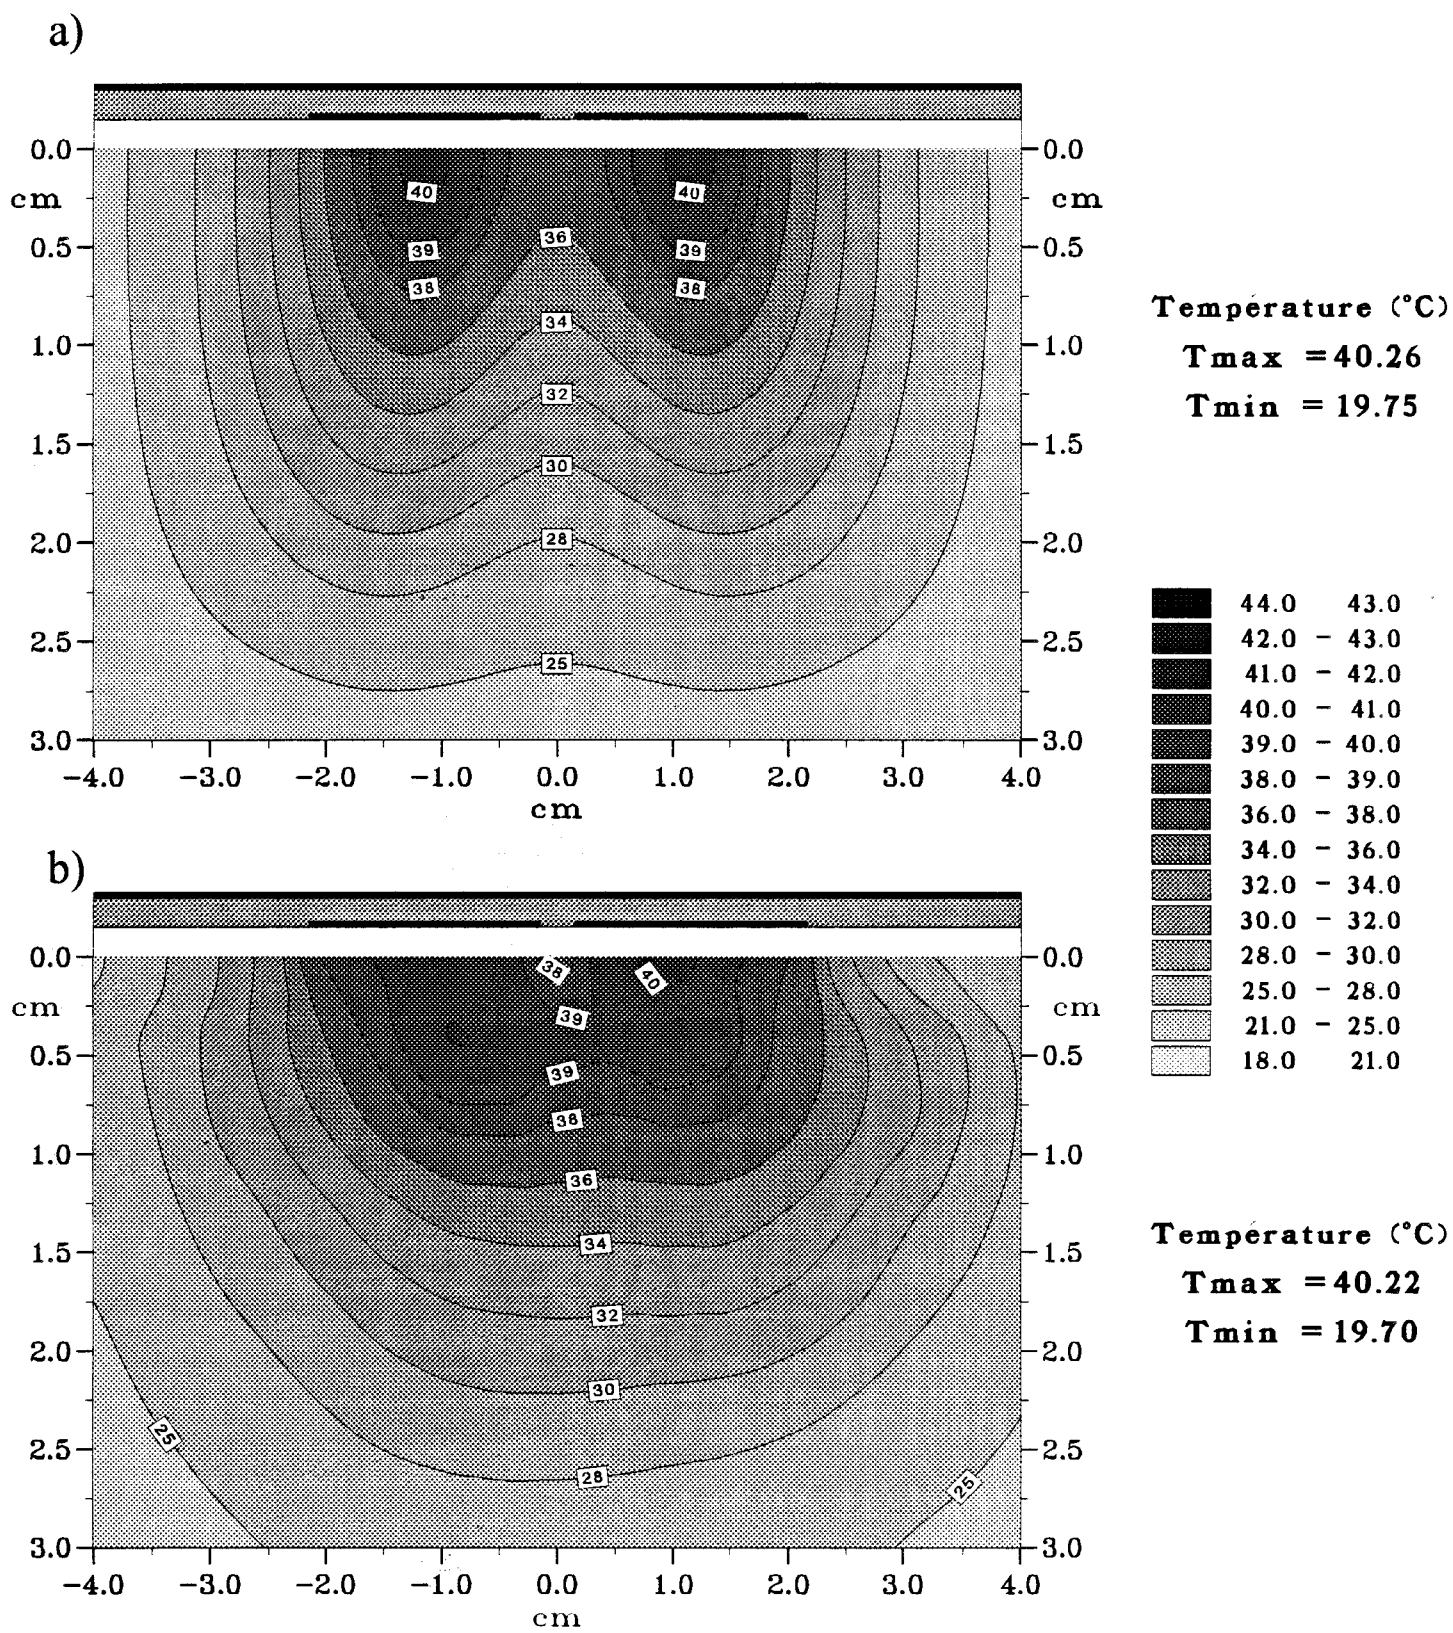 a)
0.0 0.0
cm 40 40 cm
36
0.5 39 39 0.5
38 38
34
1.0 1.0
32
1.5 1.5
30
2.0 28 2.0
2.5 2.5
25
3.0 3.0
-4.0 -3.0 -2.0 -1.0 0.0 1.0 2.0 3.0 4.0
cm
Temperature (°C)
Tmax =40.26
Tmin =19.75
44.0 43.0
42.0 - 43.0
41.0 - 42.0
40.0 - 41.0
39.0 - 40.0
38.0 - 39.0
36.0 - 38.0
34.0 - 36.0
32.0 - 34.0
30.0 - 32.0
28.0 - 30.0
25.0 - 28.0
21.0 - 25.0
18.0 21.0
b)
0.0 38 40 0.0
cm 39 cm
0.5 0.5
39
38
1.0 1.0
36
1.5 34 1.5
32
2.0 2.0
30
25
2.5 2.5
28 25
3.0 3.0
-4.0 -3.0 -2.0 -1.0 0.0 1.0 2.0 3.0 4.0
cm
Temperature (°C)
Tmax =40.22
Tmin =19.70